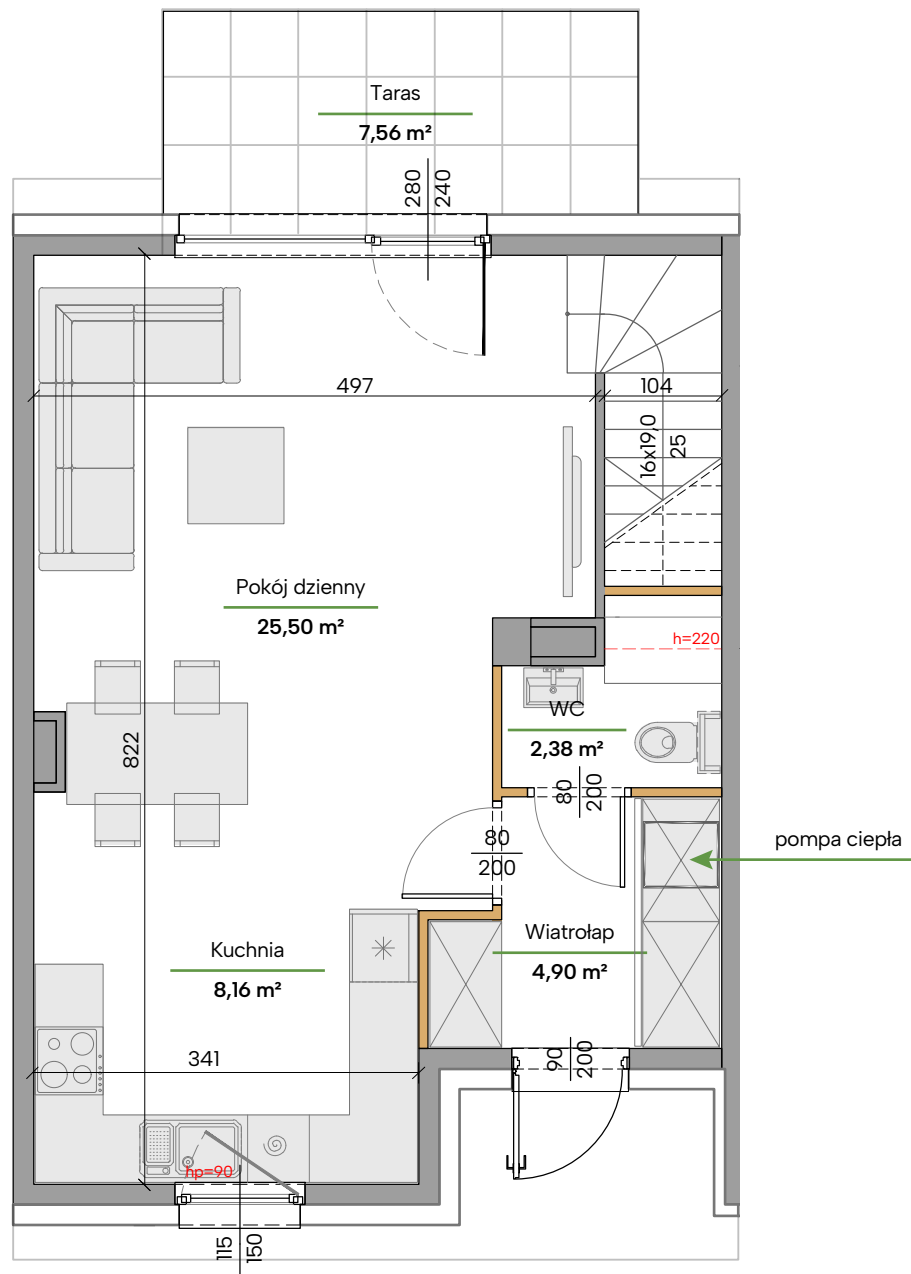 Taras
7,56 m²
280
240
497
104
16x19,0
25
Pokój dzienny
25,50 m²
h=220
WC
2,38 m²
822
80
200
80
200
pompa ciepła
Wiatrołap
4,90 m²
Kuchnia
8,16 m²
341
90
200
hp=90
115
150